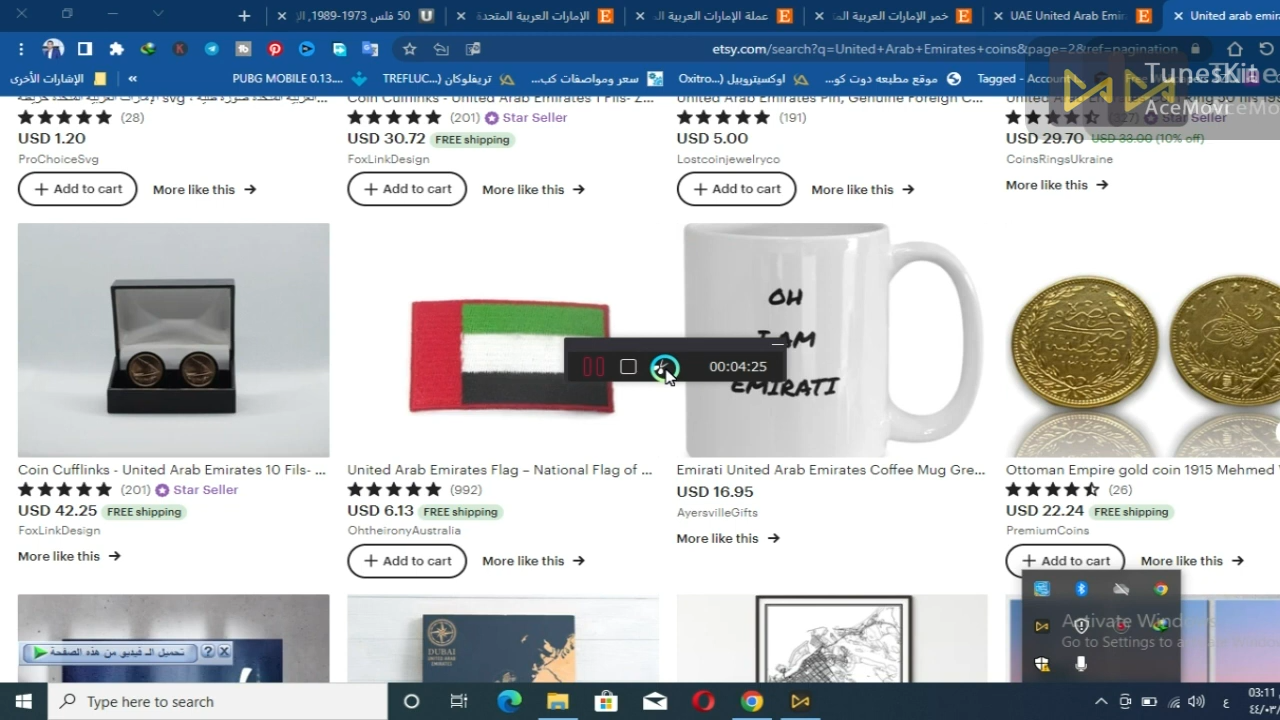 50 فلس 1973-1989,
الإمارات العربية المتحدة
عملة الإمارات العربية
خمر الإمارات العربية
UAE United Arab Emir
United arab emir
etsy.com/search?q=United+Arab+Emirates+coins&page=2&ref=pagination
الإشارات الأخرى
«
PUBG MOBILE 0.13....
تريفلوكان (TREFLUC...
سعر ومواصفات كب...
اوكسيتروبيل (Oxitro...
موقع مطبعه دوت كو...
Tagged - Account
TunesKite
AceMovi
Coin Cufflinks - United Arab Emirates 1 Fils- Z...
United Arab Emirates Pin, Genuine Foreign C...
(28)
(201) Star Seller
(191)
(327) Star Seller
USD 1.20
USD 30.72 FREE shipping
USD 5.00
USD 29.70 USD 33.00 (10% off)
ProChoiceSvg
FoxLinkDesign
Lostcoinjewelryco
CoinsRingsUkraine
+ Add to cart More like this →
+ Add to cart More like this →
+ Add to cart More like this →
More like this →
OH
I AM
EMIRATI
00:04:25
Coin Cufflinks - United Arab Emirates 10 Fils- ...
United Arab Emirates Flag – National Flag of ...
Emirati United Arab Emirates Coffee Mug Gre...
Ottoman Empire gold coin 1915 Mehmed
(201) Star Seller
(992)
USD 16.95
(26)
USD 42.25 FREE shipping
USD 6.13 FREE shipping
AyersvilleGifts
USD 22.24 FREE shipping
FoxLinkDesign
OhtheironyAustralia
More like this →
PremiumCoins
More like this →
+ Add to cart More like this →
+ Add to cart More like this →
Activate Windows
Go to Settings to a
DUBAI
UNITED ARAB
EMIRATES
تحميل الـ فيديو من هذه الصفحة
? X
Type here to search
ع
03:11